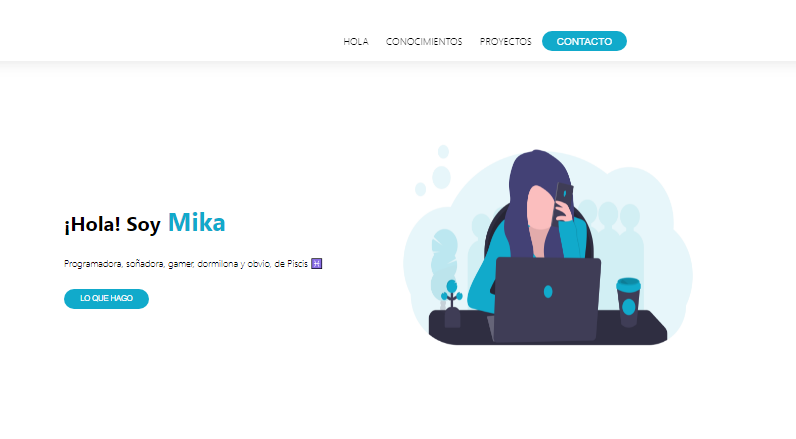 HOLA CONOCIMIENTOS PROYECTOS CONTACTO
¡Hola! Soy Mika
Programadora, soñadora, gamer, dormilona y obvio, de Piscis ♓
LO QUE HAGO